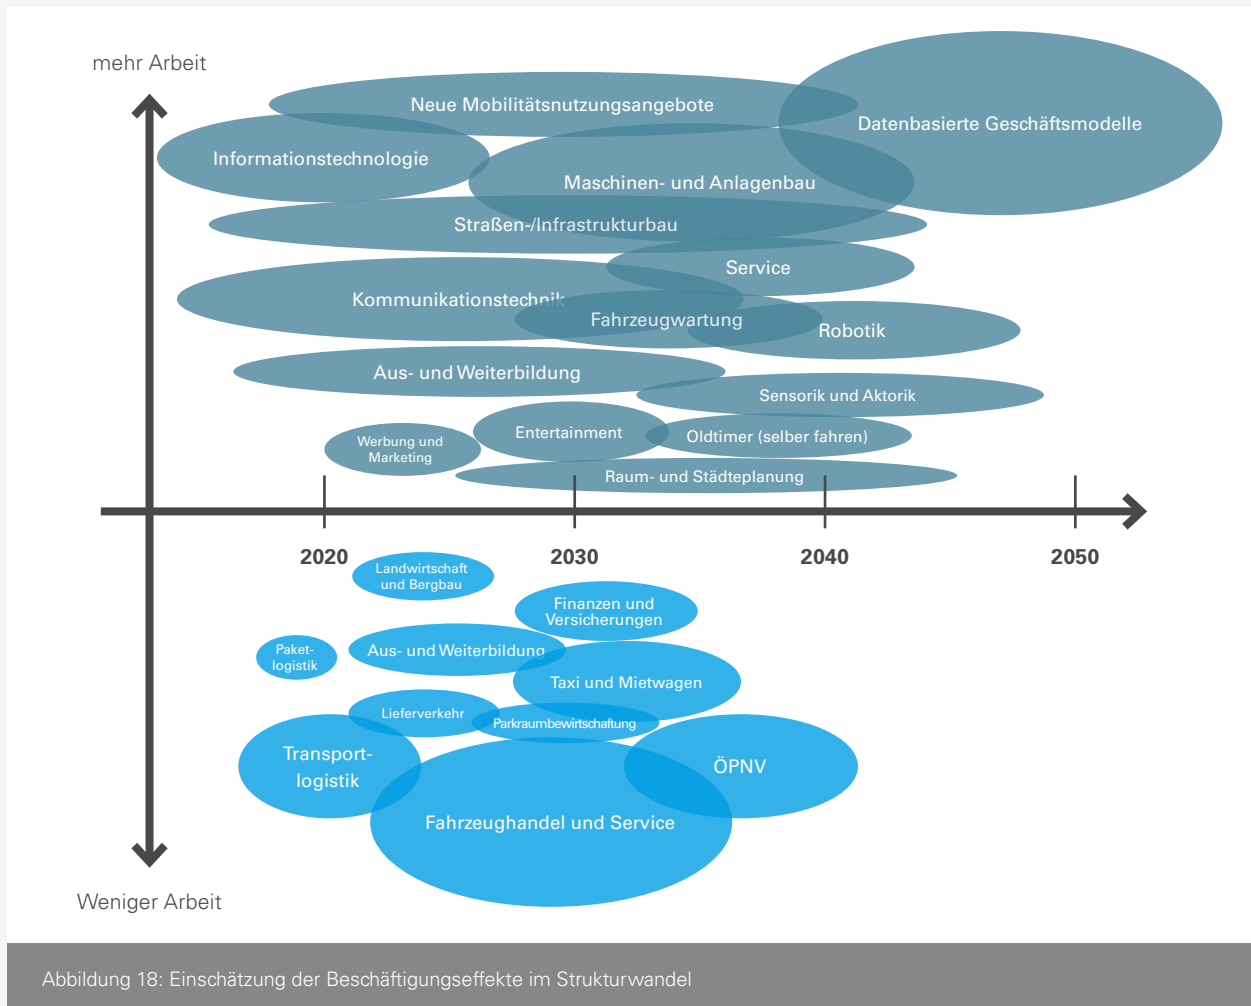 mehr Arbeit
Neue Mobilitätsnutzungsangebote
Datenbasierte Geschäftsmodelle
Informationstechnologie
Maschinen- und Anlagenbau
Straßen-/Infrastrukturbau
Service
Kommunikationstechnik
Fahrzeugwartung
Robotik
Aus- und Weiterbildung
Sensorik und Aktorik
Entertainment
Oldtimer (selber fahren)
Werbung und
Marketing
Raum- und Städteplanung
2020
2030
2040
2050
Landwirtschaft
und Bergbau
Finanzen und
Versicherungen
Paket-
logistik
Aus- und Weiterbildung
Taxi und Mietwagen
Lieferverkehr
Parkraumbewirtschaftung
Transport-
logistik
ÖPNV
Fahrzeughandel und Service
Weniger Arbeit
Abbildung 18: Einschätzung der Beschäftigungseffekte im Strukturwandel